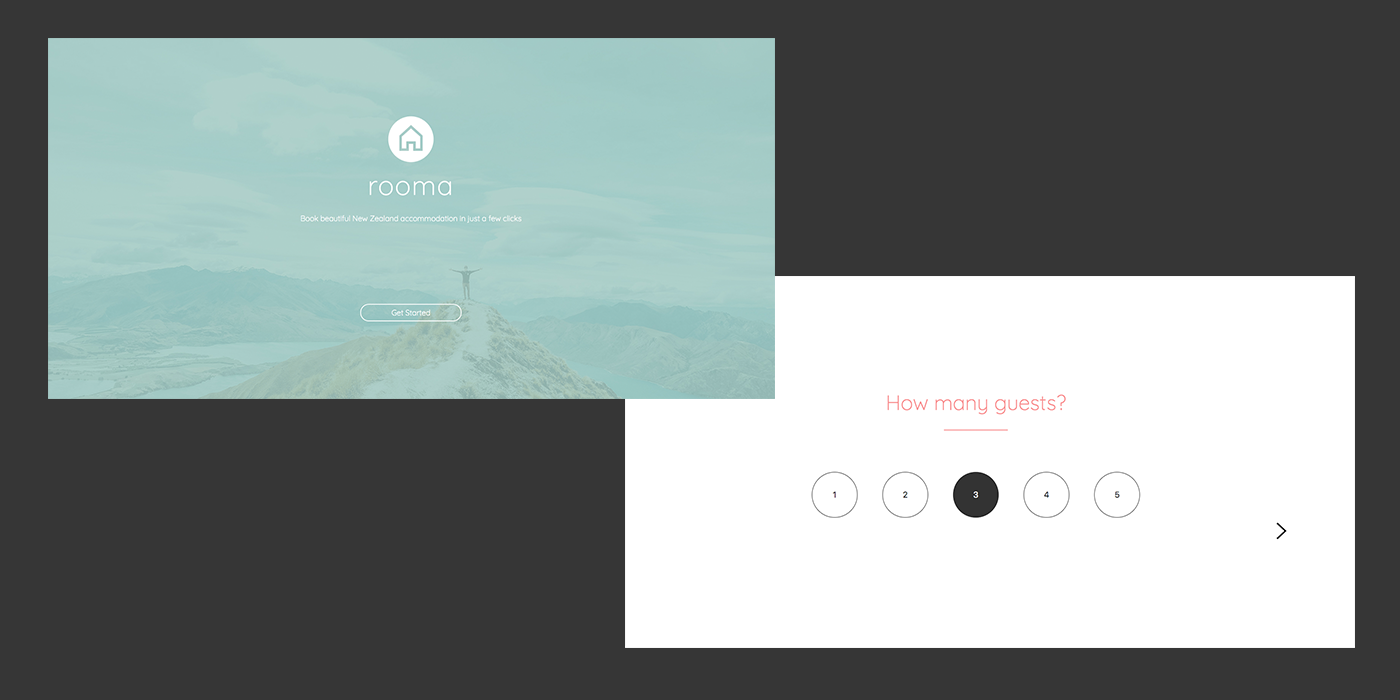 rooma
Book beautiful New Zealand accommodation in just a few clicks
Get Started
How many guests?
1 2 3 4 5